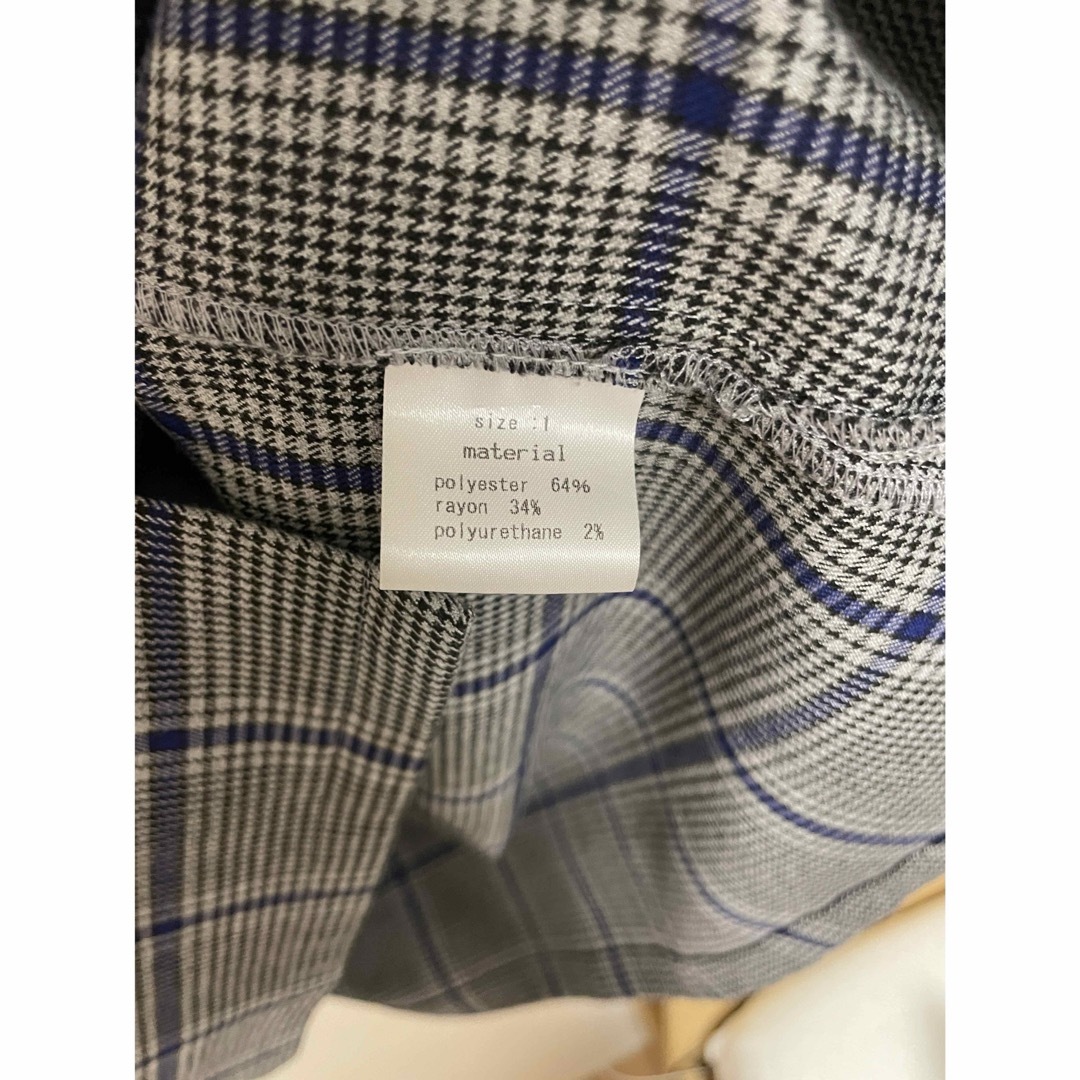 size :1
material
polyester 64%
rayon 34%
polyurethane 2%